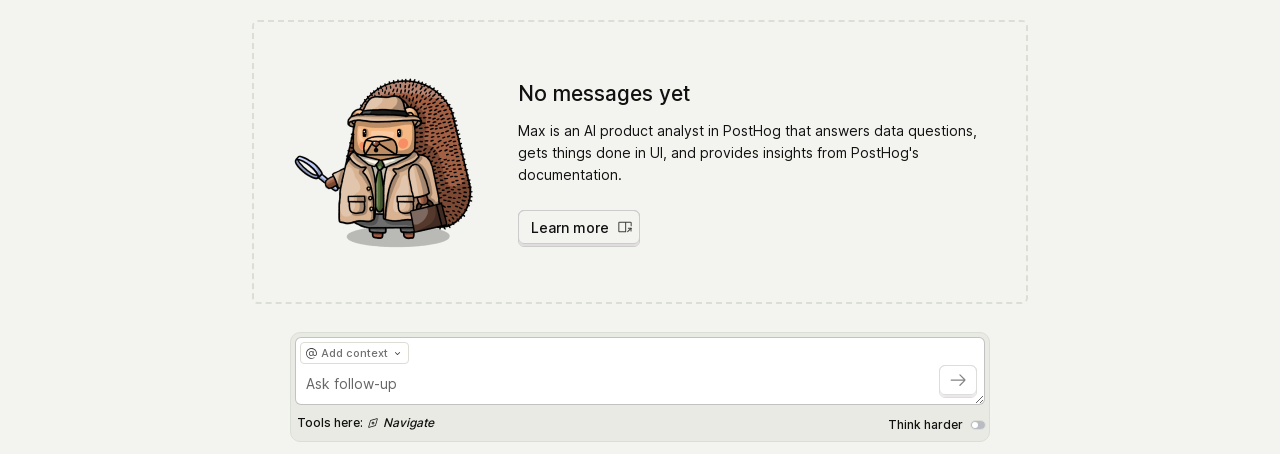 No messages yet
Max is an AI product analyst in PostHog that answers data questions,
gets things done in UI, and provides insights from PostHog's
documentation.
Learn more
@ Add context
Ask follow-up
Tools here: Navigate
Think harder